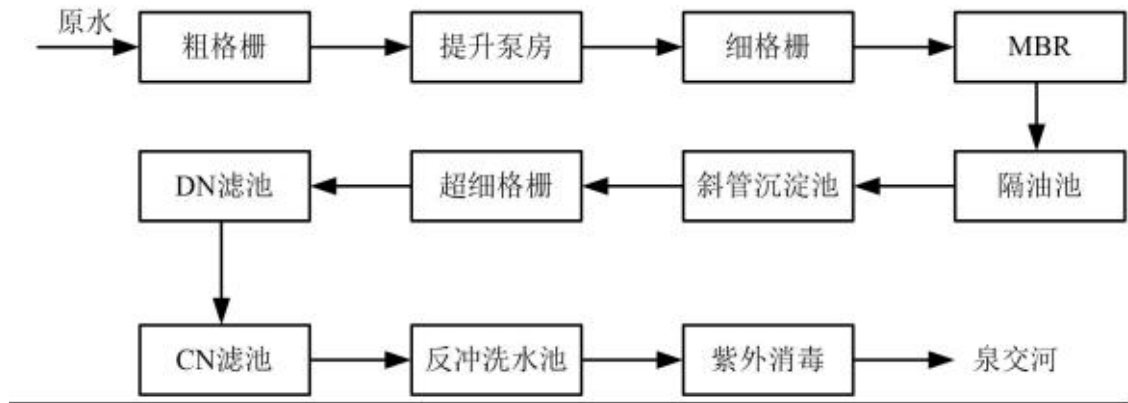 原水
粗格栅
提升泵房
细格栅
MBR
隔油池
斜管沉淀池
超细格栅
DN滤池
CN滤池
反冲洗水池
紫外消毒
泉交河